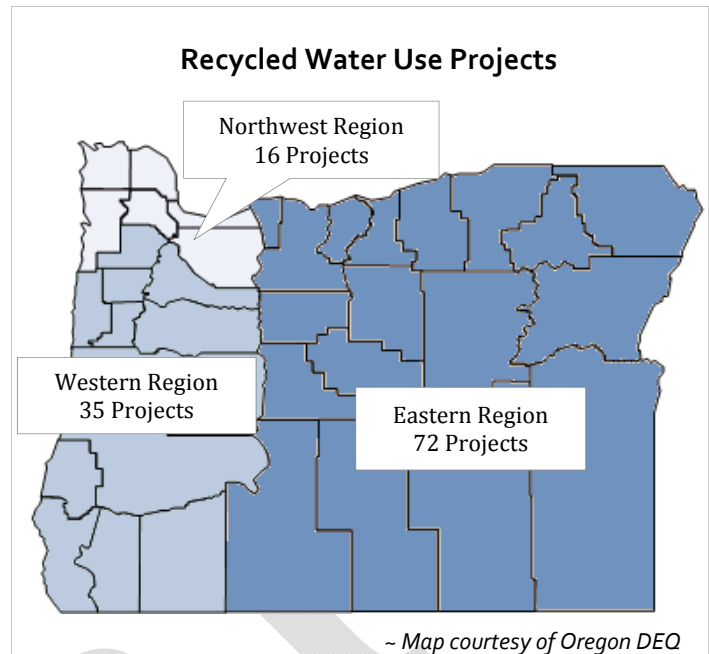 Recycled Water Use Projects
Northwest Region
16 Projects
Western Region
35 Projects
Eastern Region
72 Projects
~ Map courtesy of Oregon DEQ